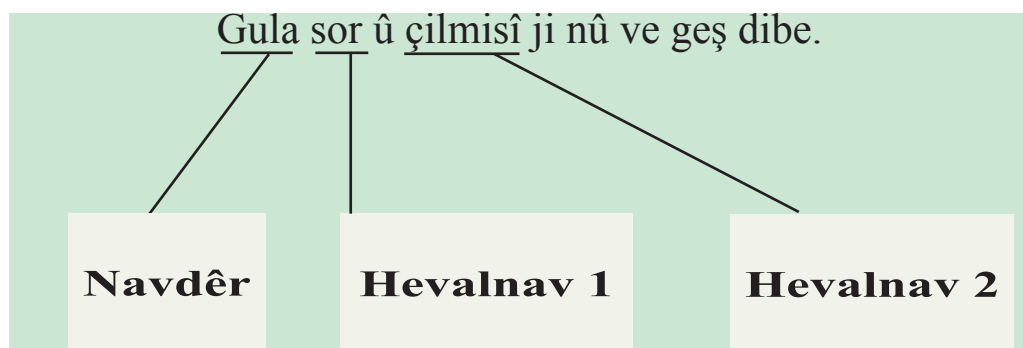 Gula sor û çilmisî ji nû ve geş dibe.
Navdêr
Hevalnav 1
Hevalnav 2